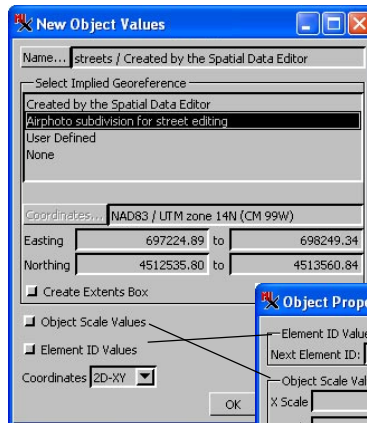 New Object Values
Name... streets / Created by the Spatial Data Editor
Select Implied Georeference
Created by the Spatial Data Editor
Airphoto subdivision for street editing
User Defined
None
Coordinates... NAD83 / UTM zone 14N (CM 99W)
Easting 697224.89 to 698249.34
Northing 4512535.80 to 4513560.84
Create Extents Box
Object Scale Values
Element ID Values
Coordinates 2D-XY
OK
Object Prope
Element ID Value
Next Element ID:
Object Scale Val
X Scale